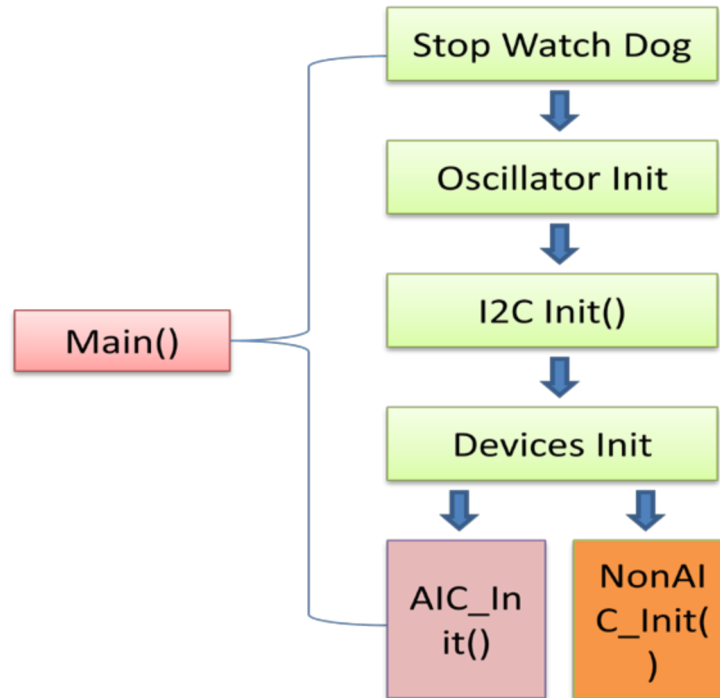 Stop Watch Dog
Oscillator Init
I2C Init()
Main()
Devices Init
AIC_In
it()
NonAI
C_Init(
)